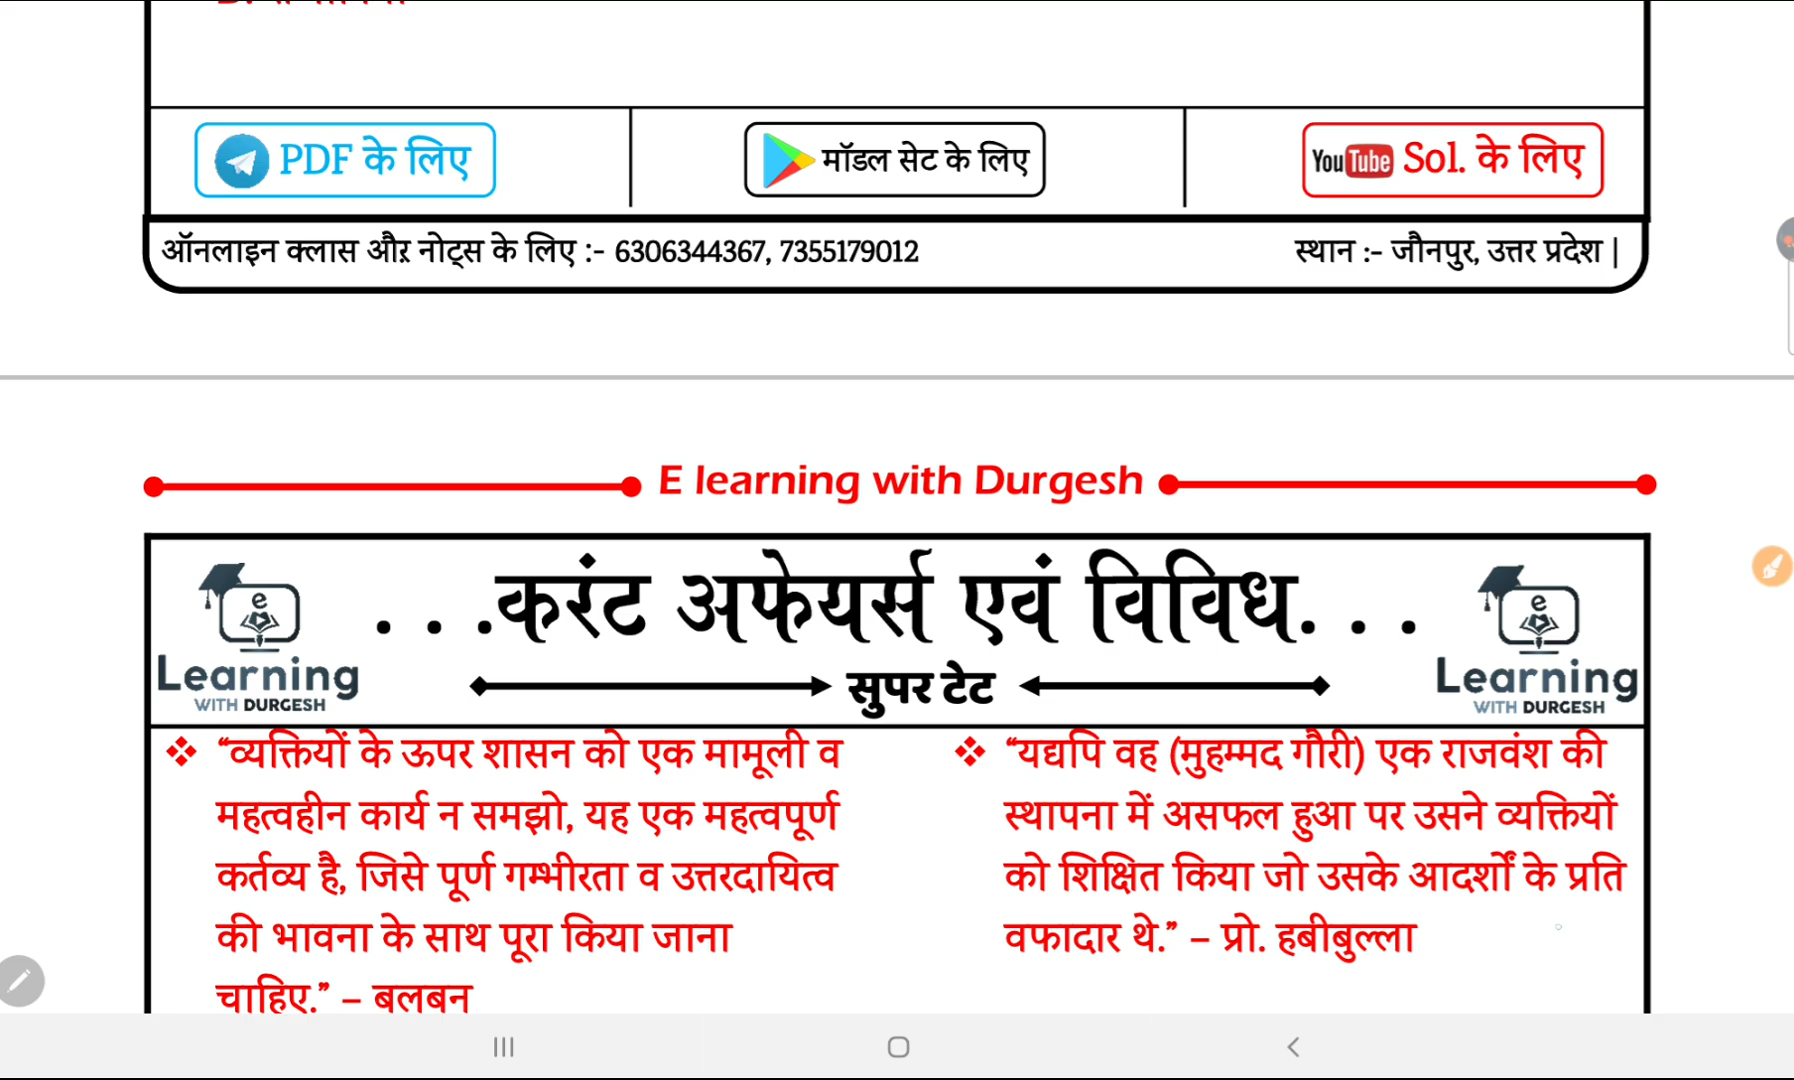 PDF के लिए
मॉडल सेट के लिए
YouTube Sol. के लिए
ऑनलाइन क्लास और नोट्स के लिए :- 6306344367, 7355179012
स्थान :- जौनपुर, उत्तर प्रदेश |
E learning with Durgesh
. . .करंट अफेयर्स एवं विविध. . .
सुपर टेट
e
Learning
WITH DURGESH
e
Learning
WITH DURGESH
❖ “व्यक्तियों के ऊपर शासन को एक मामूली व
महत्वहीन कार्य न समझो, यह एक महत्वपूर्ण
कर्तव्य है, जिसे पूर्ण गम्भीरता व उत्तरदायित्व
की भावना के साथ पूरा किया जाना
चाहिए.” – बलबन
❖ “यद्यपि वह (मुहम्मद गौरी) एक राजवंश की
स्थापना में असफल हुआ पर उसने व्यक्तियों
को शिक्षित किया जो उसके आदर्शों के प्रति
वफादार थे.” – प्रो. हबीबुल्ला